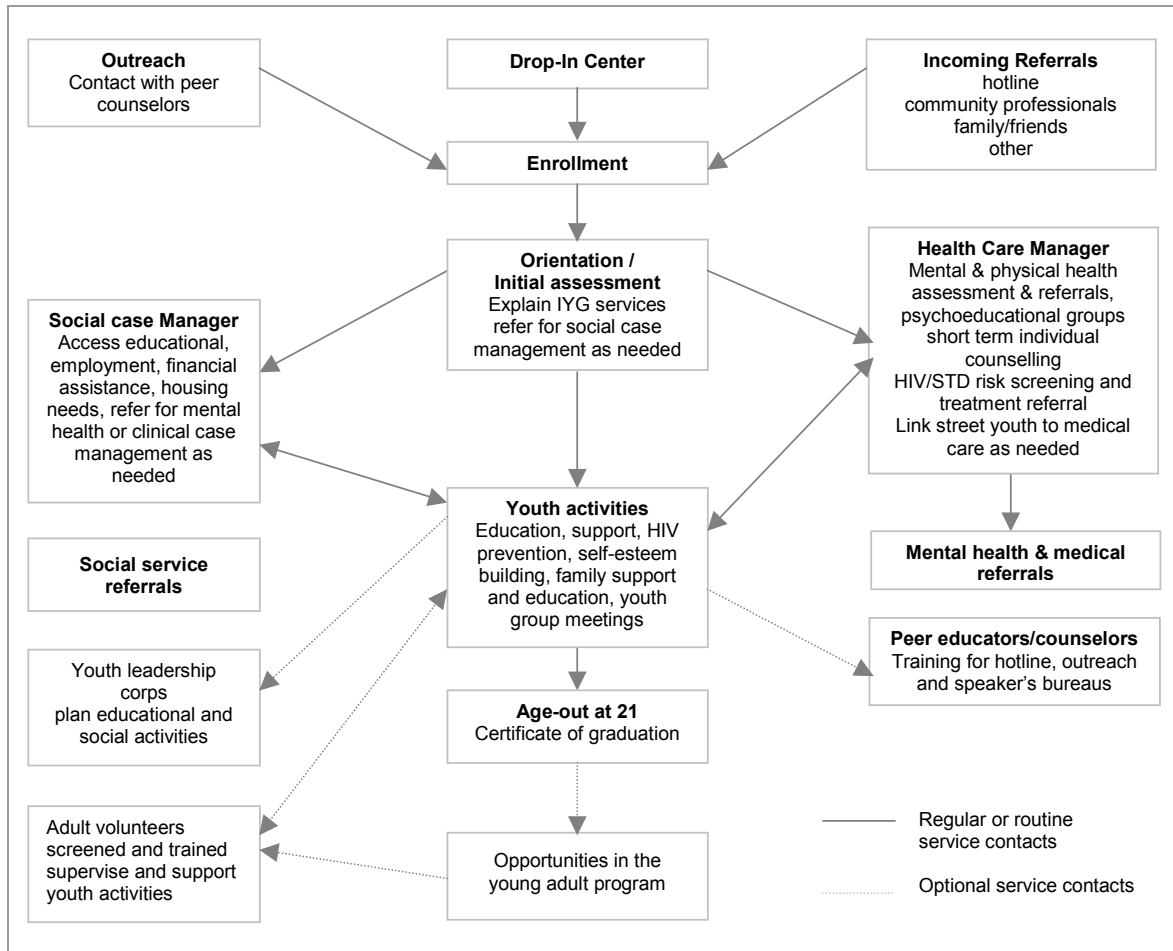 Outreach
Contact with peer
counselors
Drop-In Center
Incoming Referrals
hotline
community professionals
family/friends
other
Enrollment
Orientation /
Initial assessment
Explain IYG services
refer for social case
management as needed
Health Care Manager
Mental & physical health
assessment & referrals,
psychoeducational groups
short term individual
counselling
HIV/STD risk screening and
treatment referral
Link street youth to medical
care as needed
Social case Manager
Access educational,
employment, financial
assistance, housing
needs, refer for mental
health or clinical case
management as
needed
Youth activities
Education, support, HIV
prevention, self-esteem
building, family support
and education, youth
group meetings
Social service
referrals
Mental health & medical
referrals
Peer educators/counselors
Training for hotline, outreach
and speaker’s bureaus
Youth leadership
corps
plan educational and
social activities
Age-out at 21
Certificate of graduation
Adult volunteers
screened and trained
supervise and support
youth activities
Opportunities in the
young adult program
Regular or routine
service contacts
Optional service contacts